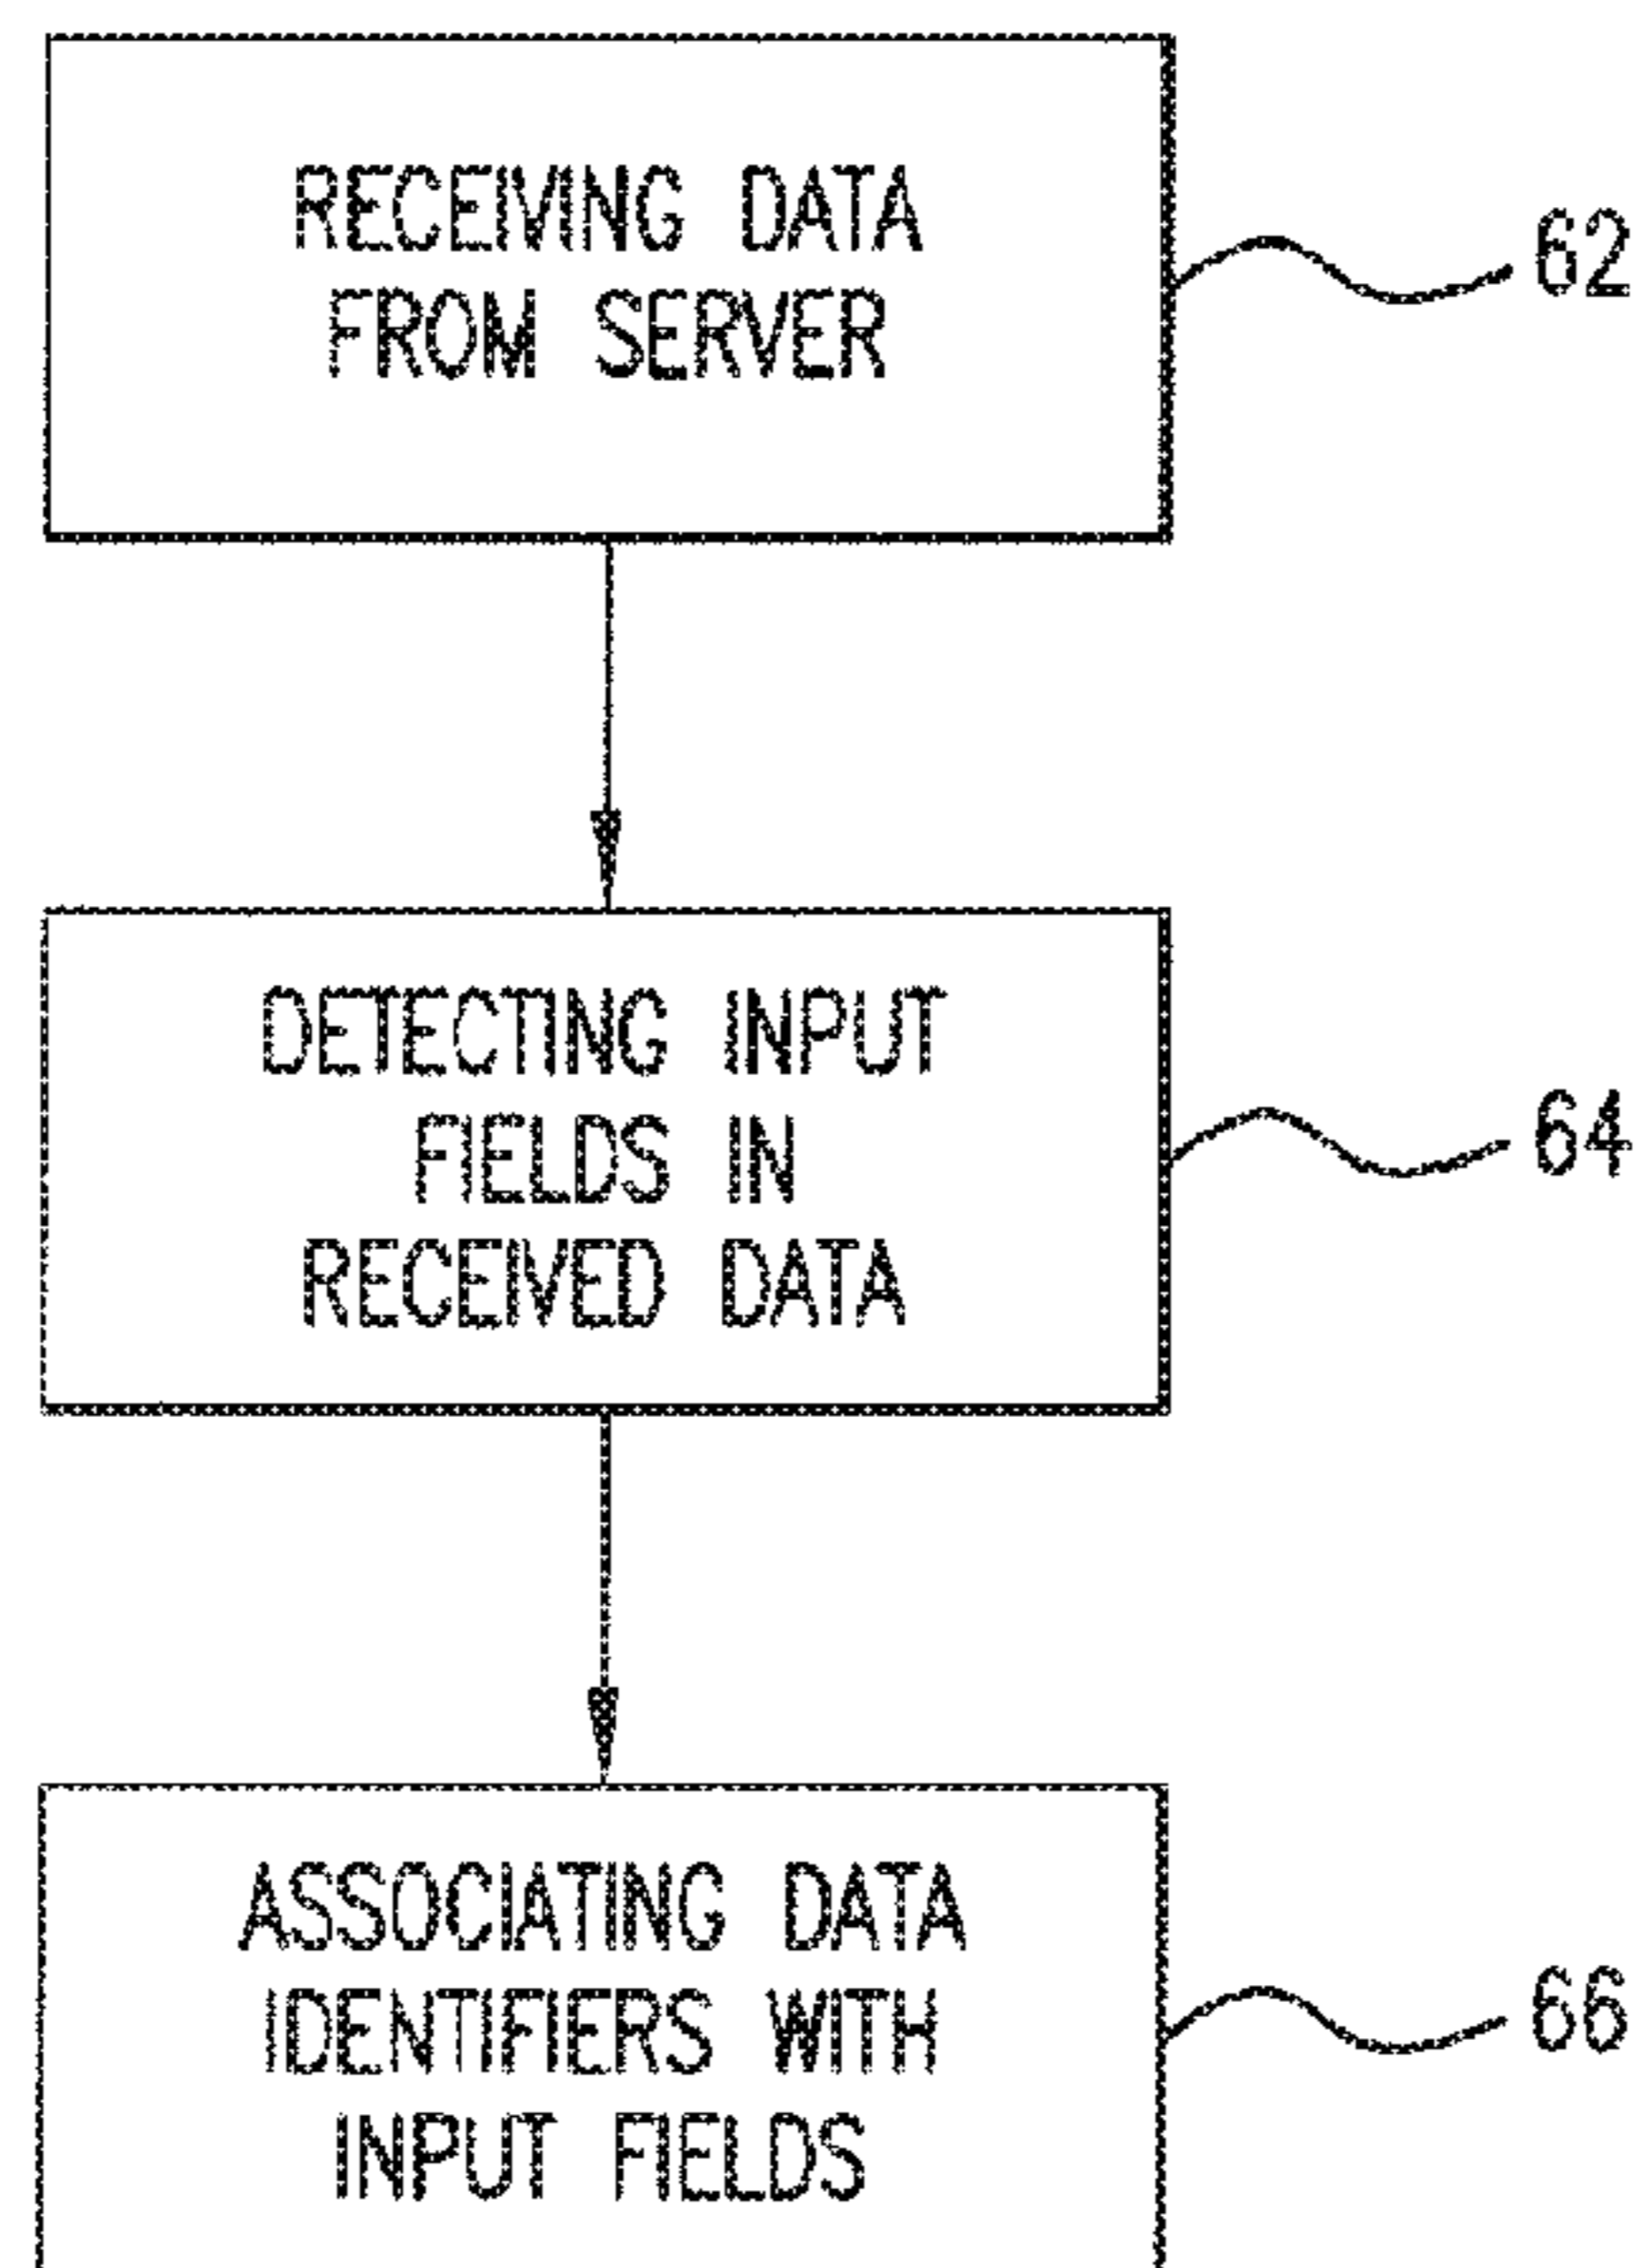 RECEIVING DATA
FROM SERVER
62
DETECTING INPUT
FIELDS IN
RECEIVED DATA
64
ASSOCIATING DATA
IDENTIFIERS WITH
INPUT FIELDS
66